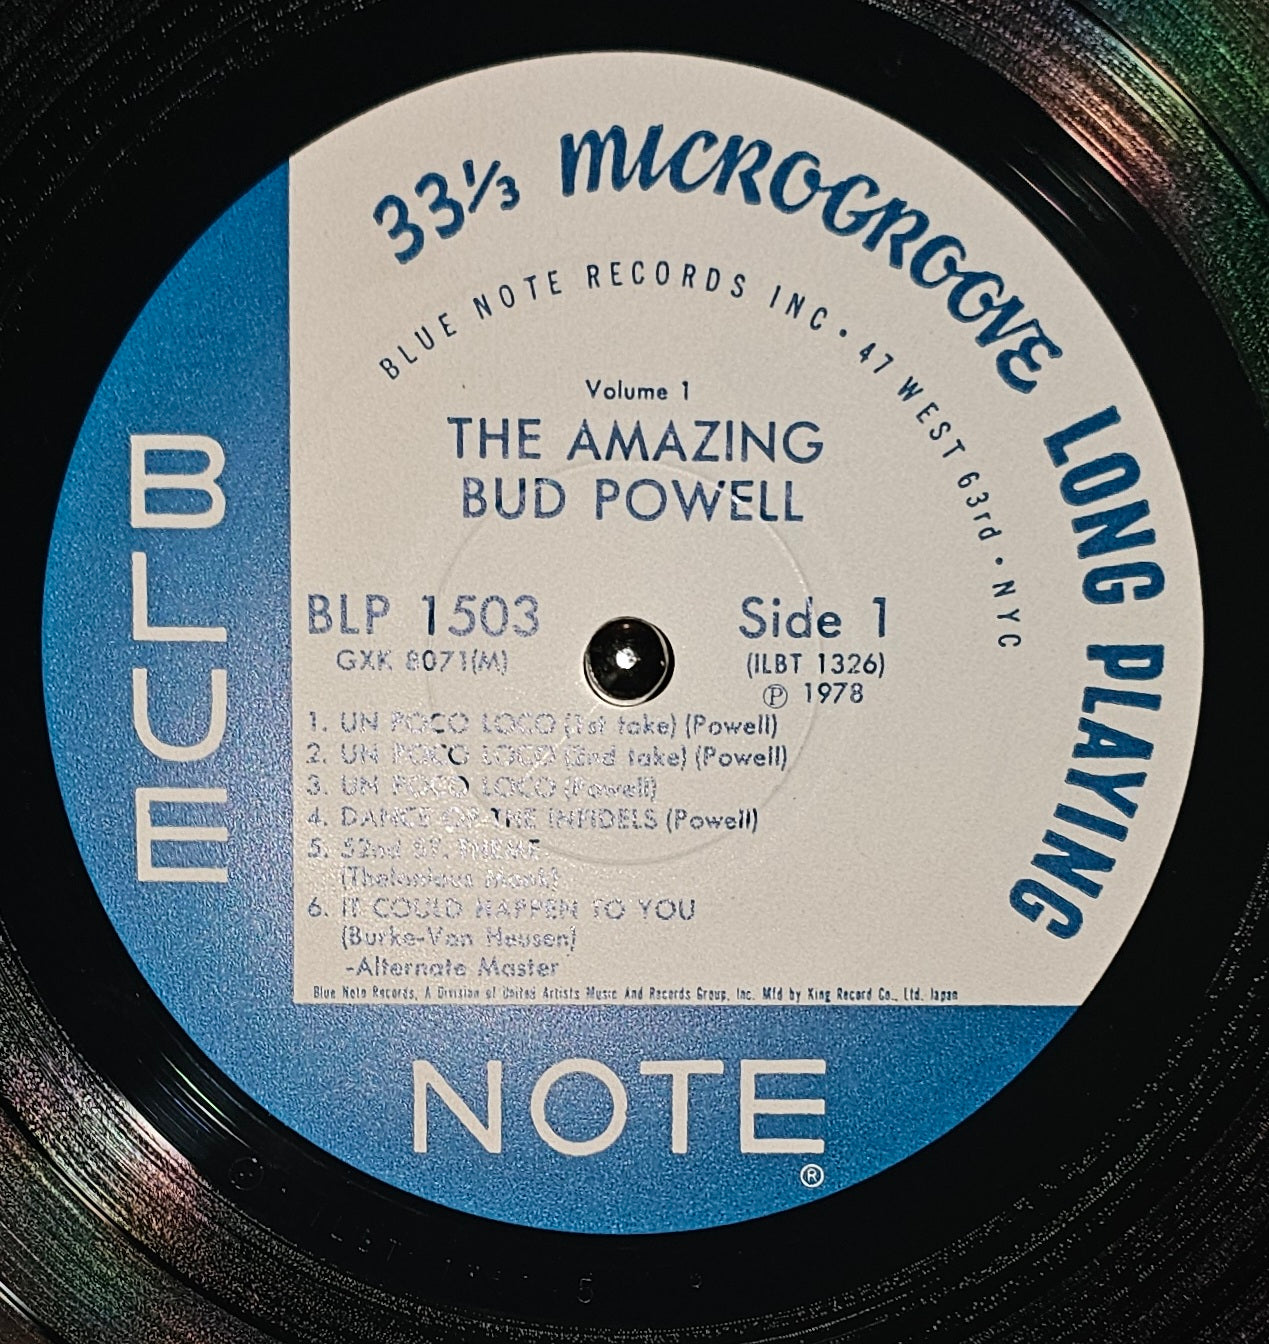 33⅓ MICROGROOVE LONG PLAYING
BLUE NOTE RECORDS INC • 47 WEST 63rd • NYC
Volume 1
THE AMAZING
BUD POWELL
BLP 1503 Side 1
GXK 8071(M) (ILBT 1326)
℗ 1978
1. UN POCO LOCO (1st take) (Powell)
2. UN POCO LOCO (2nd take) (Powell)
3. UN POCO LOCO (Powell)
4. DANCE OF THE INFIDELS (Powell)
5. 52nd ST. THEME
(Thelonious Monk)
6. IT COULD HAPPEN TO YOU
(Burke-Van Heusen)
-Alternate Master
Blue Note Records, A Division of United Artists Music And Records Group, Inc. Mfd by King Record Co., Ltd. Japan
BLUE
NOTE
®